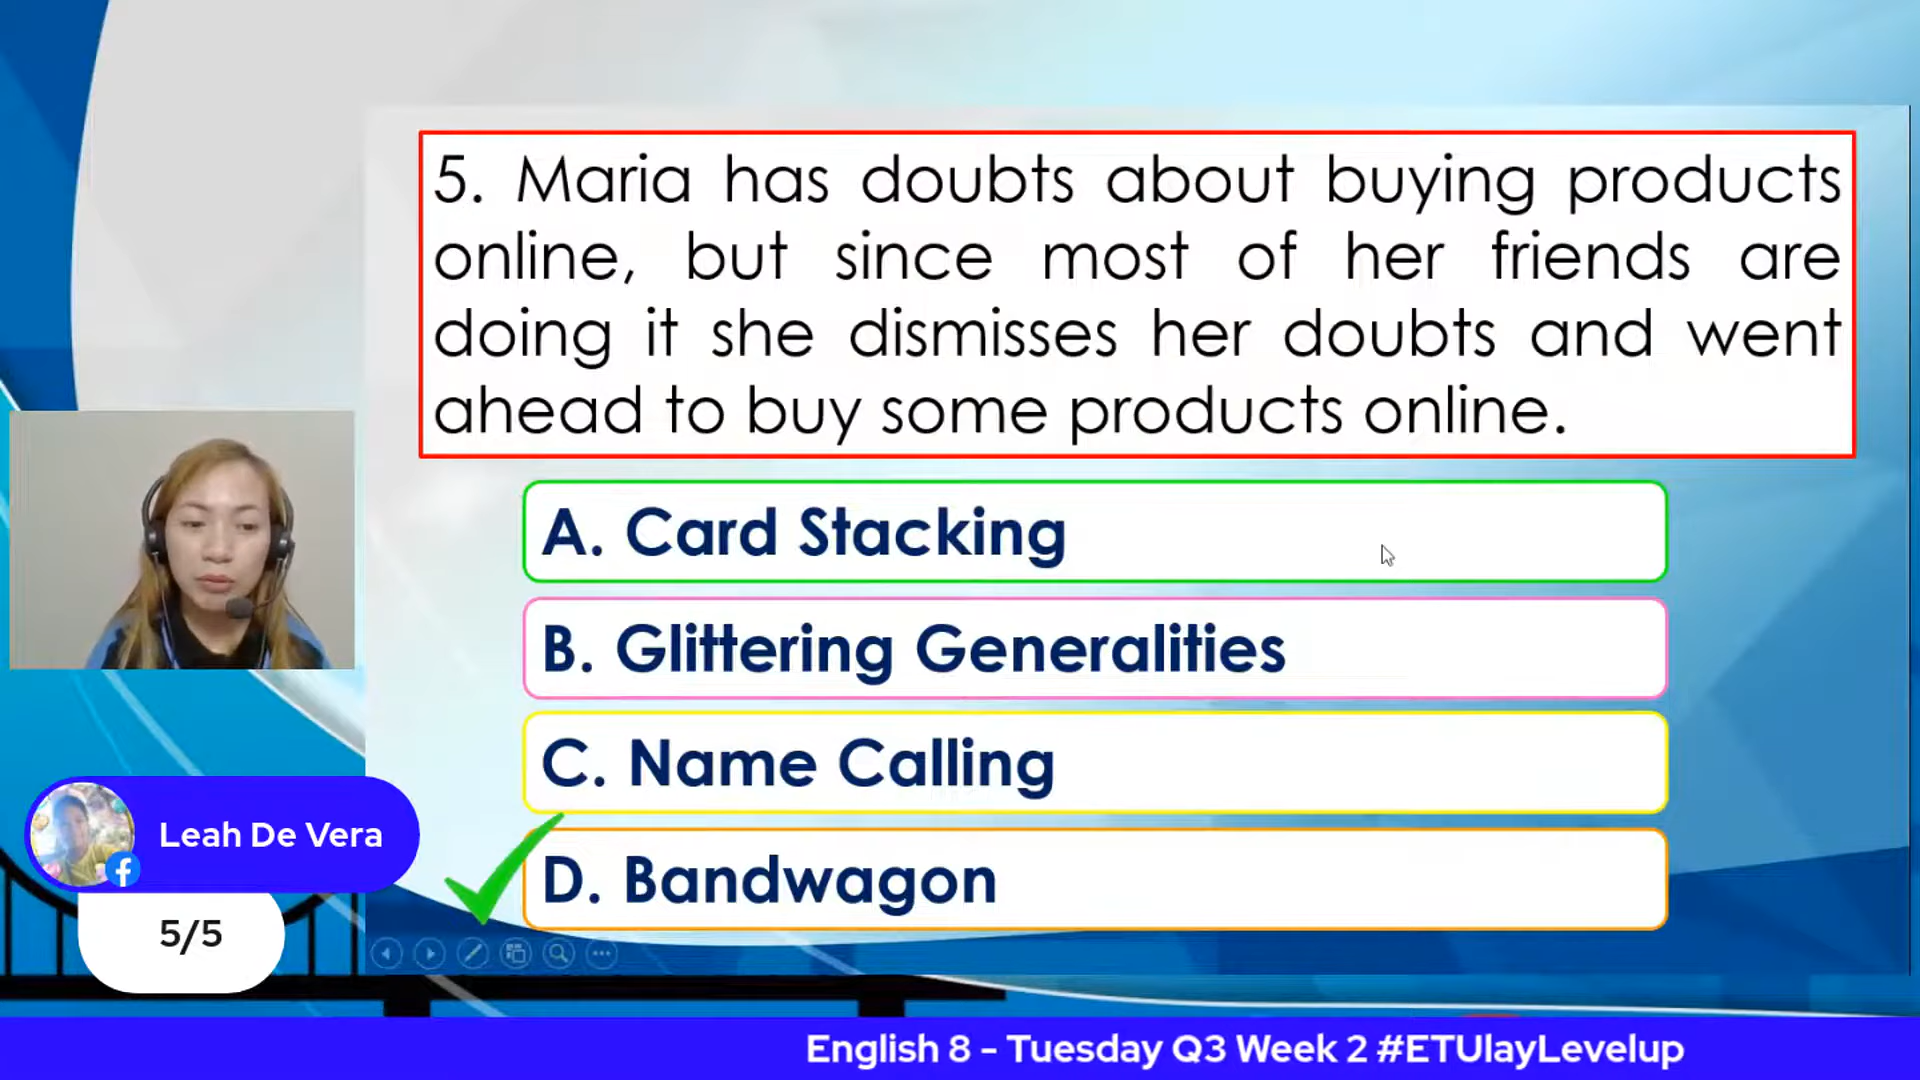 5. Maria has doubts about buying products
online, but since most of her friends are
doing it she dismisses her doubts and went
ahead to buy some products online.
A. Card Stacking
B. Glittering Generalities
C. Name Calling
D. Bandwagon
Leah De Vera
5/5
English 8 - Tuesday Q3 Week 2 #ETUlayLevelup